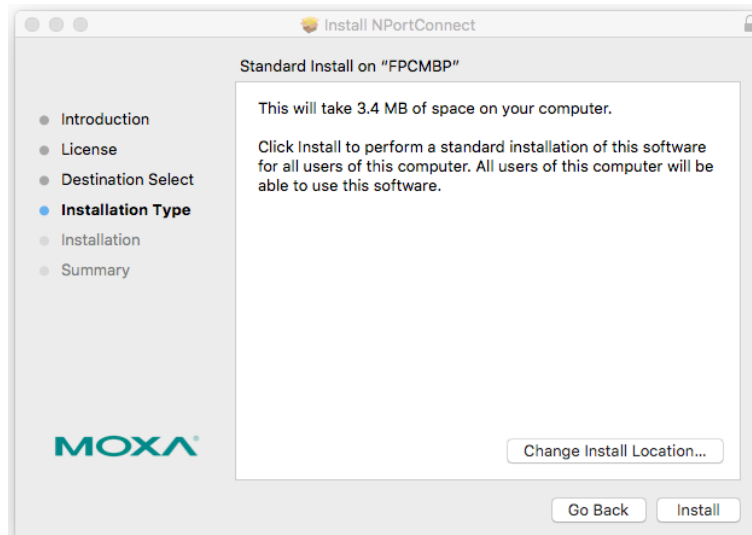 Install NPortConnect
Standard Install on “FPCMBP”
Introduction
License
Destination Select
Installation Type
Installation
Summary
This will take 3.4 MB of space on your computer.
Click Install to perform a standard installation of this software
for all users of this computer. All users of this computer will be
able to use this software.
MOXA
Change Install Location...
Go Back
Install